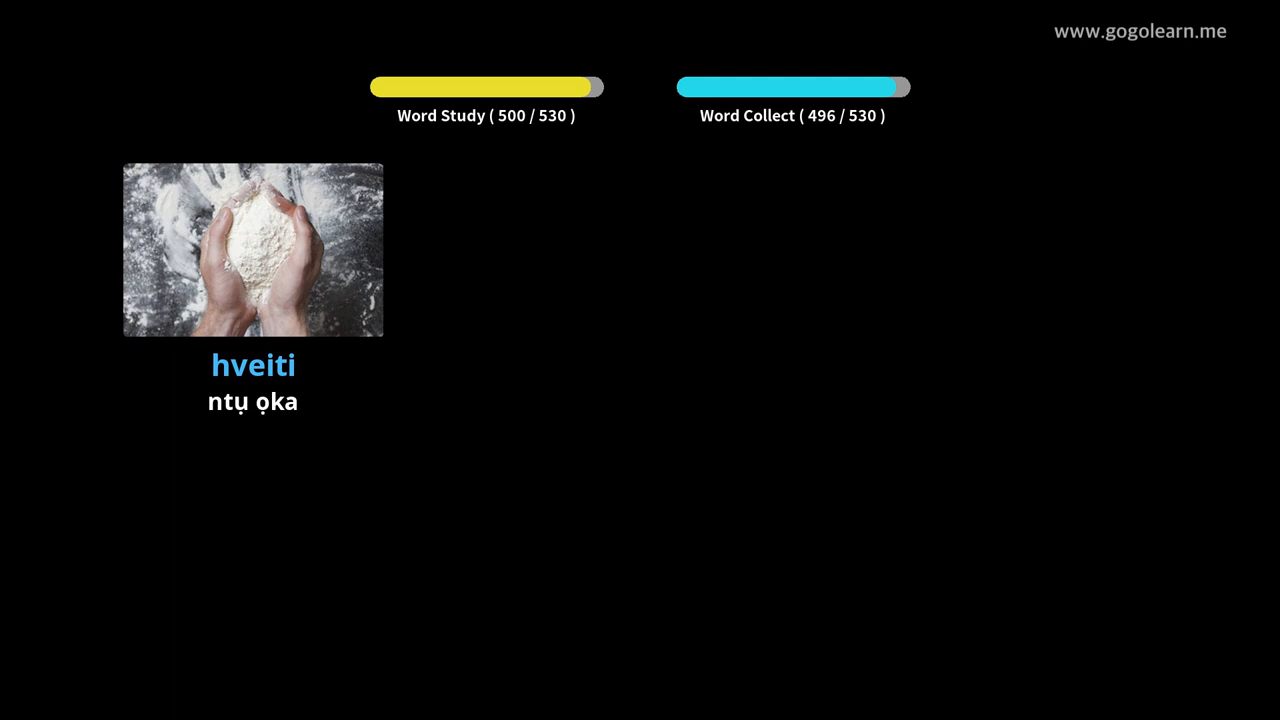 www.gogolearn.me
Word Study ( 500 / 530 )
Word Collect ( 496 / 530 )
hveiti
ntụ ọka